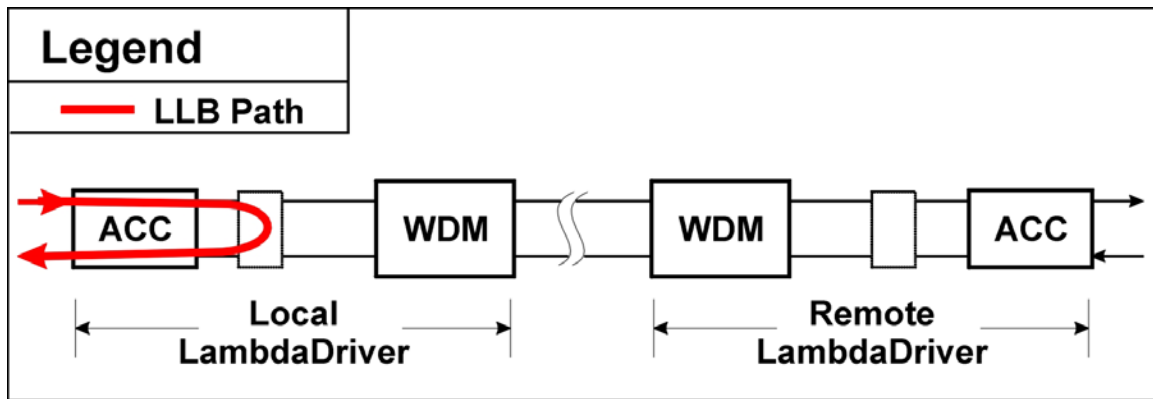 Legend
LLB Path
ACC
WDM
WDM
ACC
Local
LambdaDriver
Remote
LambdaDriver